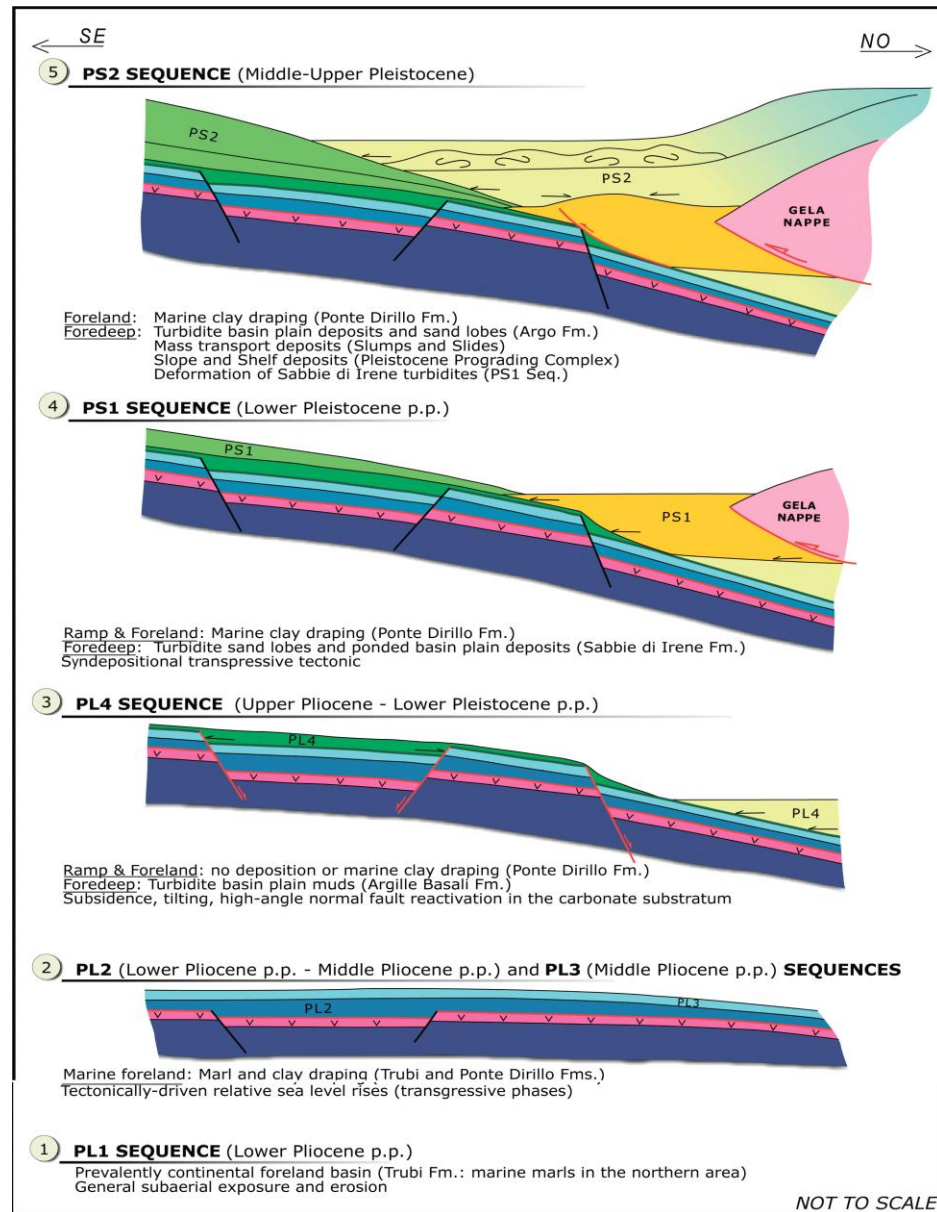 SE
NO
5 PS2 SEQUENCE (Middle-Upper Pleistocene)
PS2
PS2
GELA
NAPPE
Foreland: Marine clay draping (Ponte Dirillo Fm.)
Foredeep: Turbidite basin plain deposits and sand lobes (Argo Fm.)
Mass transport deposits (Slumps and Slides)
Slope and Shelf deposits (Pleistocene Prograding Complex)
Deformation of Sabbie di Irene turbidites (PS1 Seq.)
4 PS1 SEQUENCE (Lower Pleistocene p.p.)
PS1
PS1
GELA
NAPPE
Ramp & Foreland: Marine clay draping (Ponte Dirillo Fm.)
Foredeep: Turbidite sand lobes and ponded basin plain deposits (Sabbie di Irene Fm.)
Syndepositional transpressive tectonic
3 PL4 SEQUENCE (Upper Pliocene - Lower Pleistocene p.p.)
PL4
PL4
Ramp & Foreland: no deposition or marine clay draping (Ponte Dirillo Fm.)
Foredeep: Turbidite basin plain muds (Argille Basali Fm.)
Subsidence, tilting, high-angle normal fault reactivation in the carbonate substratum
2 PL2 (Lower Pliocene p.p. - Middle Pliocene p.p.) and PL3 (Middle Pliocene p.p.) SEQUENCES
PL2
PL3
Marine foreland: Marl and clay draping (Trubi and Ponte Dirillo Fms.)
Tectonically-driven relative sea level rises (transgressive phases)
1 PL1 SEQUENCE (Lower Pliocene p.p.)
Prevalently continental foreland basin (Trubi Fm.: marine marls in the northern area)
General subaerial exposure and erosion
NOT TO SCALE